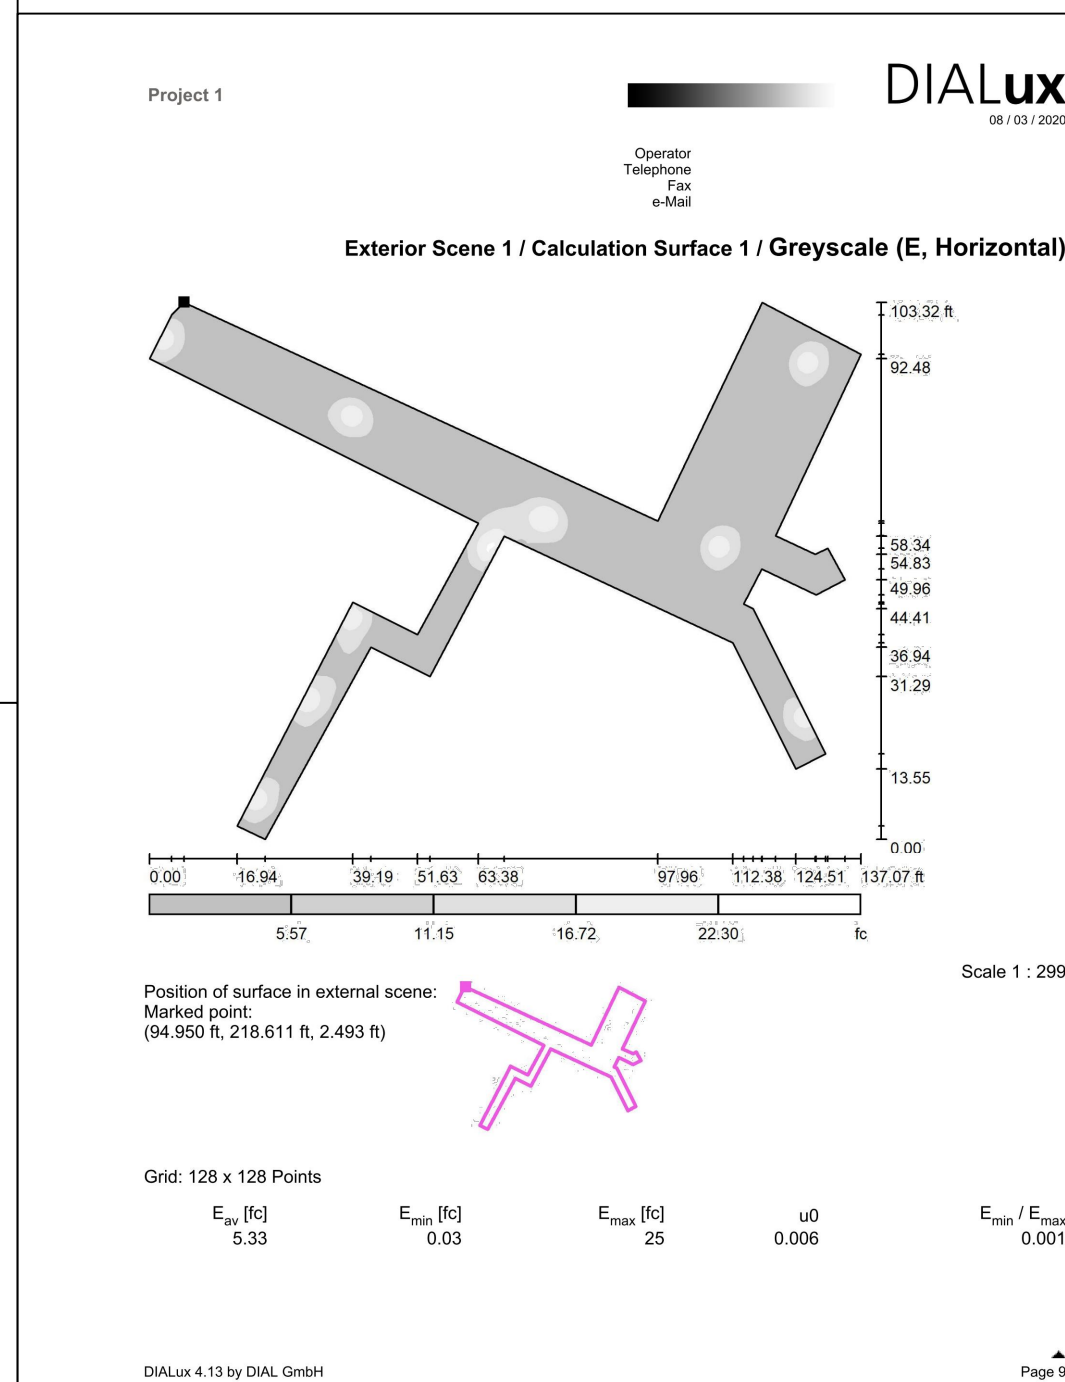 Project 1
DIALux
08 / 03 / 2020
Operator
Telephone
Fax
e-Mail
Exterior Scene 1 / Calculation Surface 1 / Greyscale (E, Horizontal)
103.32 ft
92.48
58.34
54.83
49.96
44.41
36.94
31.29
13.55
0.00
0.00 16.94 39.19 51.63 63.38 97.96 112.38 124.51 137.07 ft
5.57 11.15 16.72 22.30 fc
Scale 1 : 299
Position of surface in external scene:
Marked point:
(94.950 ft, 218.611 ft, 2.493 ft)
Grid: 128 x 128 Points
Eav [fc] Emin [fc] Emax [fc] u0 Emin / Emax
5.33 0.03 25 0.006 0.001
DIALux 4.13 by DIAL GmbH Page 9